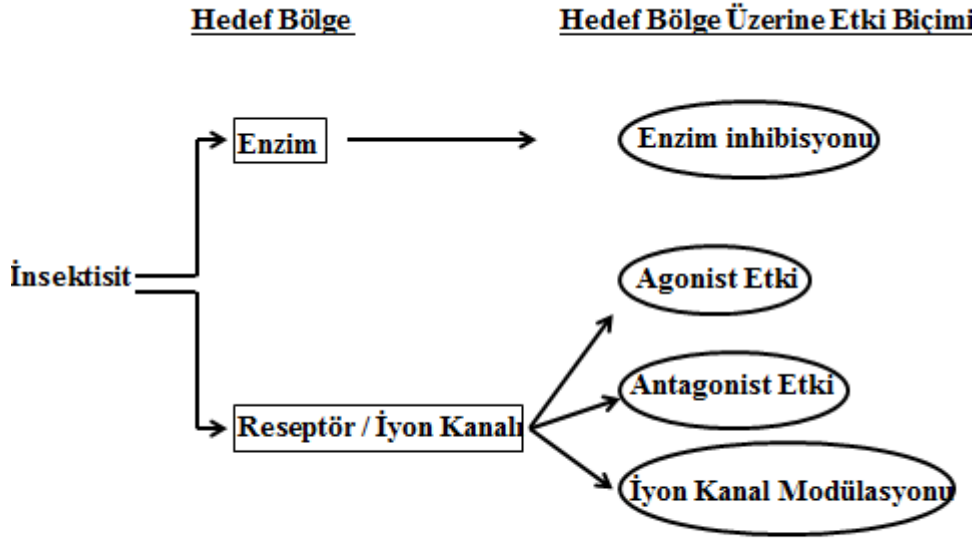 Hedef Bölge
Hedef Bölge Üzerine Etki Biçimi
Enzim
Enzim inhibisyonu
İnsektisit
Agonist Etki
Antagonist Etki
Reseptör / İyon Kanalı
İyon Kanal Modülasyonu